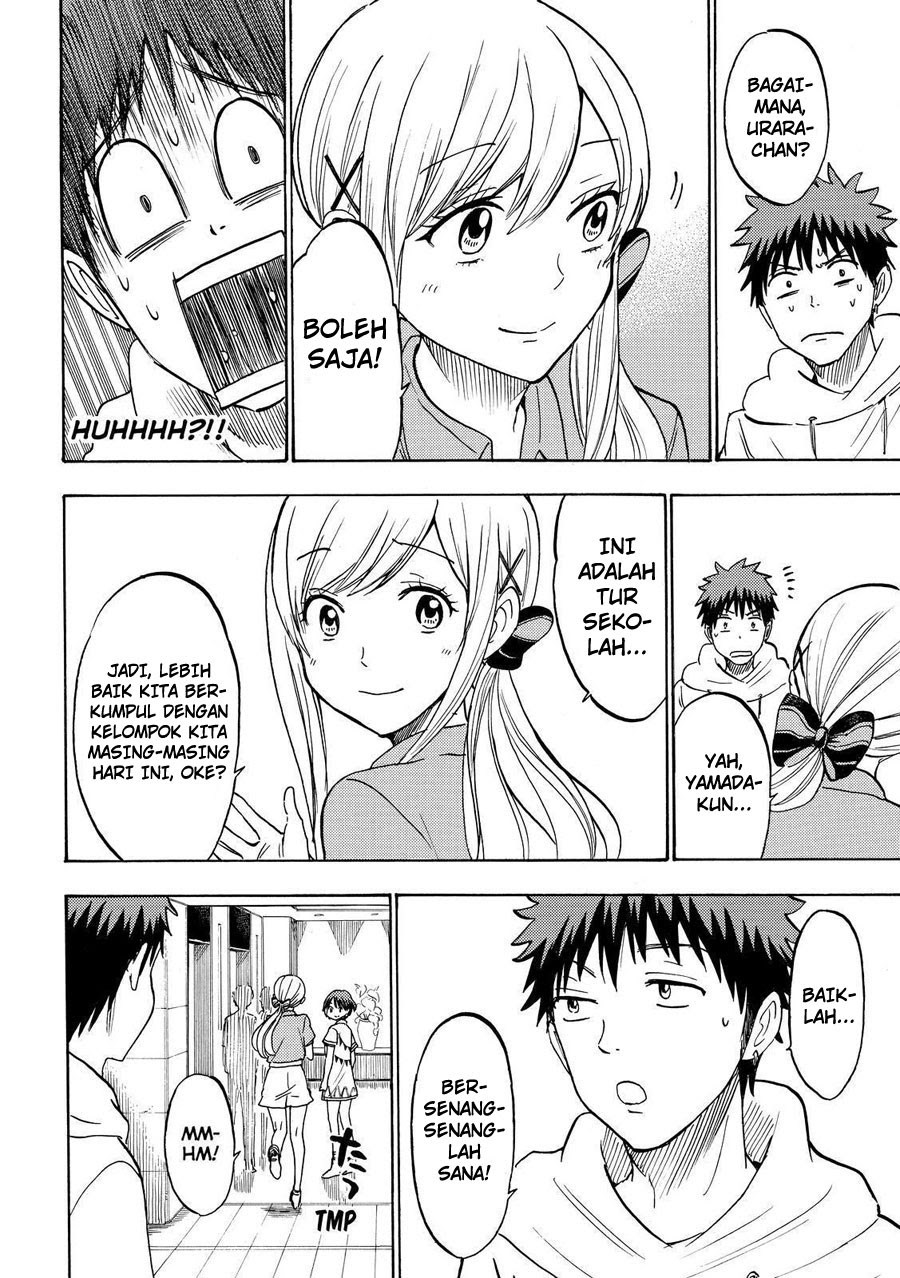 BAGAI-
MANA,
URARA-
CHAN?
BOLEH
SAJA!
HUHHHH?!!
YAH,
YAMADA-
KUN...
INI
ADALAH
TUR
SEKO-
LAH...
JADI, LEBIH
BAIK KITA BER-
KUMPUL DENGAN
KELOMPOK KITA
MASING-MASING
HARI INI, OKE?
BAIK-
LAH...
BER-
SENANG-
SENANG-
LAH
SANA!
MM-
HM!
たっ
TMP